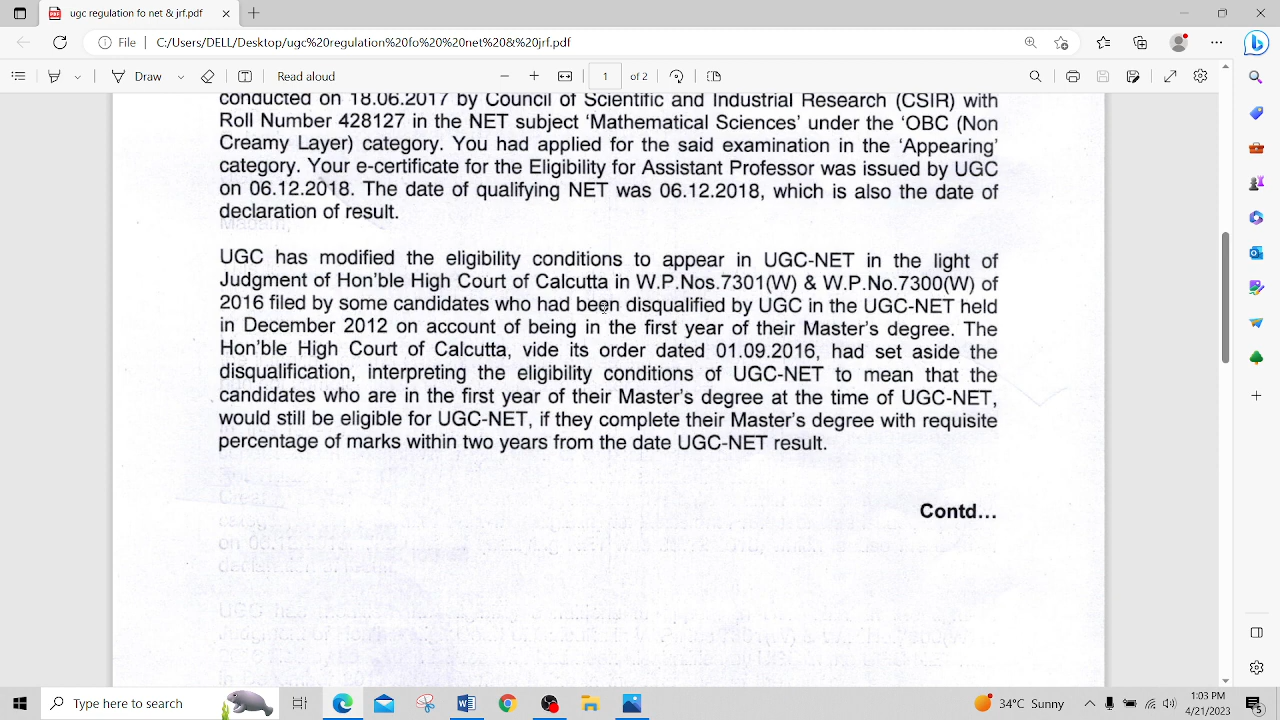 ugc regulation fo net & jrf.pdf
File
C:/Users/DELL/Desktop/ugc%20regulation%20fo%20%20net%20&%20jrf.pdf
Draw
Read aloud
1
of 2
conducted on 18.06.2017 by Council of Scientific and Industrial Research (CSIR) with
Roll Number 428127 in the NET subject 'Mathematical Sciences' under the 'OBC (Non
Creamy Layer) category. You had applied for the said examination in the 'Appearing'
category. Your e-certificate for the Eligibility for Assistant Professor was issued by UGC
on 06.12.2018. The date of qualifying NET was 06.12.2018, which is also the date of
declaration of result.
UGC has modified the eligibility conditions to appear in UGC-NET in the light of
Judgment of Hon'ble High Court of Calcutta in W.P.Nos.7301(W) & W.P.No.7300(W) of
2016 filed by some candidates who had been disqualified by UGC in the UGC-NET held
in December 2012 on account of being in the first year of their Master's degree. The
Hon'ble High Court of Calcutta, vide its order dated 01.09.2016, had set aside the
disqualification, interpreting the eligibility conditions of UGC-NET to mean that the
candidates who are in the first year of their Master's degree at the time of UGC-NET,
would still be eligible for UGC-NET, if they complete their Master's degree with requisite
percentage of marks within two years from the date UGC-NET result.
Contd...
Type here to search
34°C Sunny
1:03 PM
4/21/2023
5